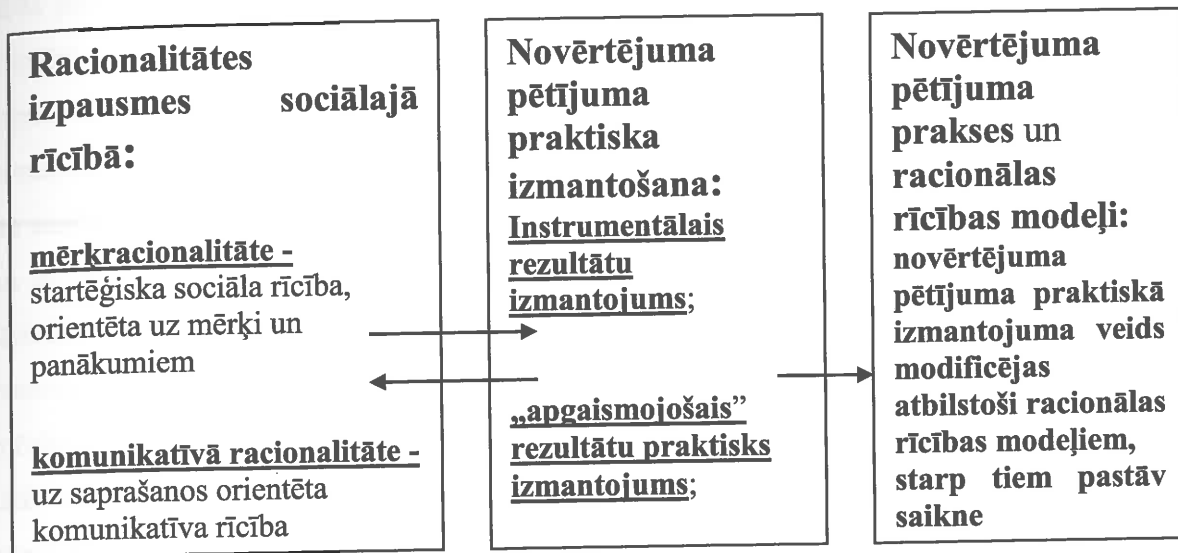 Racionalitātes
izpausmes sociālajā
rīcībā:
mērķracionalitāte -
startēģiska sociāla rīcība,
orientēta uz mērķi un
panākumiem
komunikatīvā racionalitāte -
uz saprašanos orientēta
komunikatīva rīcība
Novērtējuma
pētījuma
praktiska
izmantošana:
Instrumentālais
rezultātu
izmantojums;
„apgaismojošais”
rezultātu praktisks
izmantojums;
Novērtējuma
pētījuma
prakses un
racionālas
rīcības modeļi:
novērtējuma
pētījuma praktiskā
izmantojuma veids
modificējas
atbilstoši racionālas
rīcības modeļiem,
starp tiem pastāv
saikne